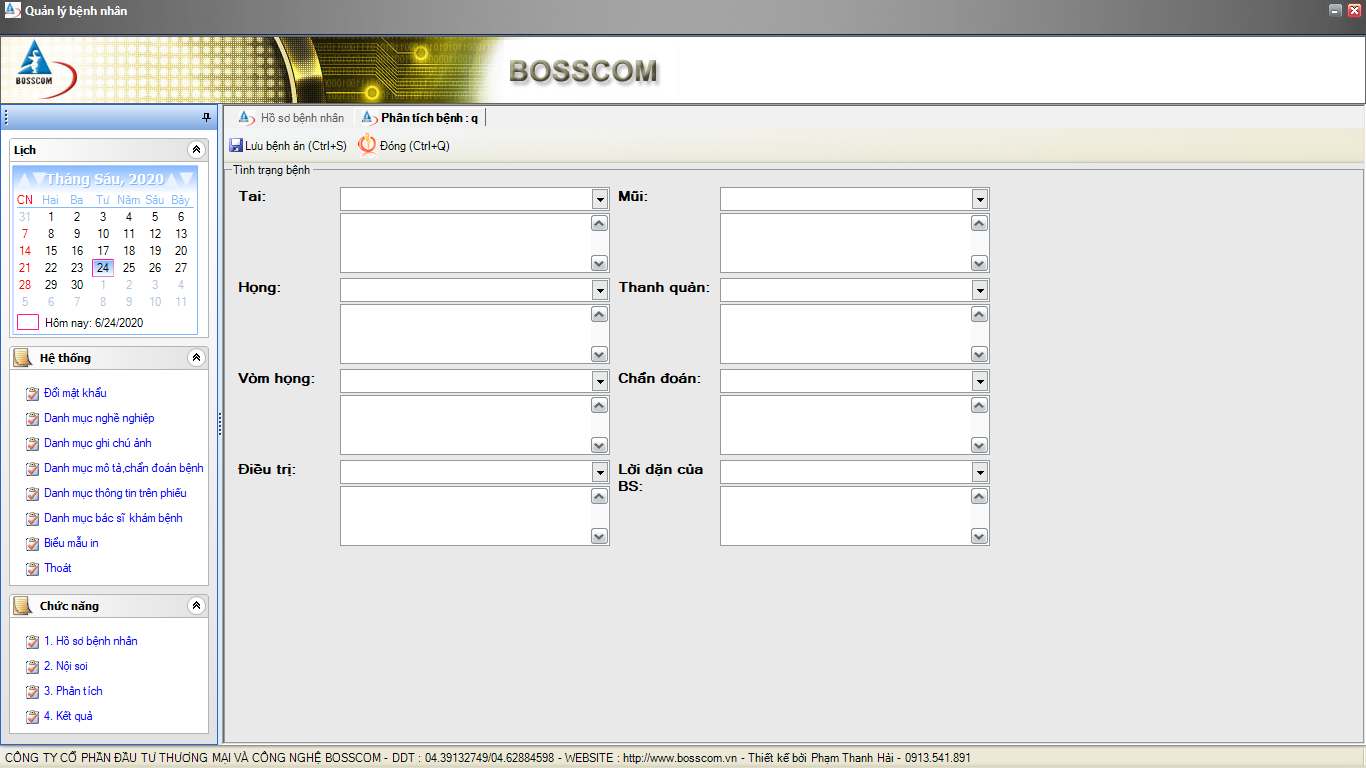 Quản lý bệnh nhân
BOSSCOM
BOSSCOM
Hồ sơ bệnh nhân
Phân tích bệnh : q
Lưu bệnh án (Ctrl+S)
Đóng (Ctrl+Q)
Lịch
Tháng Sáu, 2020
CN Hai Ba Tư Năm Sáu Bảy
31 1 2 3 4 5 6
7 8 9 10 11 12 13
14 15 16 17 18 19 20
21 22 23 24 25 26 27
28 29 30 1 2 3 4
5 6 7 8 9 10 11
Hôm nay: 6/24/2020
Hệ thống
Đổi mật khẩu
Danh mục nghề nghiệp
Danh mục ghi chú ảnh
Danh mục mô tả,chẩn đoán bệnh
Danh mục thông tin trên phiếu
Danh mục bác sĩ khám bệnh
Biểu mẫu in
Thoát
Chức năng
1. Hồ sơ bệnh nhân
2. Nội soi
3. Phân tích
4. Kết quả
Tình trạng bệnh
Tai:
Mũi:
Họng:
Thanh quản:
Vòm họng:
Chẩn đoán:
Điều trị:
Lời dặn của
BS:
CÔNG TY CỔ PHẦN ĐẦU TƯ THƯƠNG MẠI VÀ CÔNG NGHỆ BOSSCOM - DDT : 04.39132749/04.62884598 - WEBSITE : http://www.bosscom.vn - Thiết kế bởi Phạm Thanh Hải - 0913.541.891